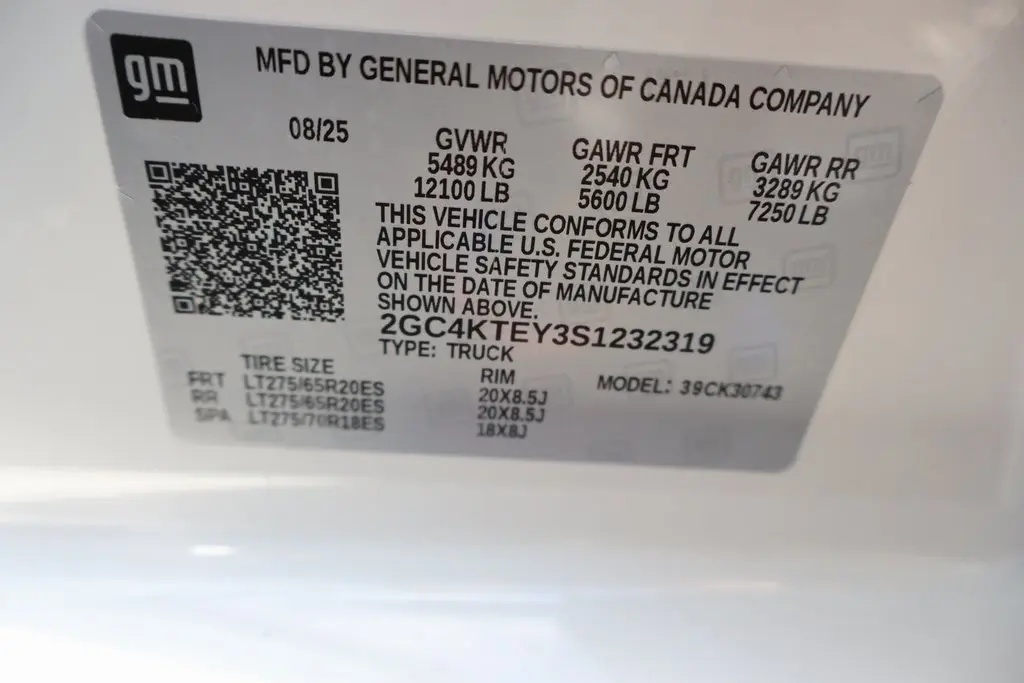 gm
MFD BY GENERAL MOTORS OF CANADA COMPANY
08/25
GVWR
5489 KG
12100 LB
GAWR FRT
2540 KG
5600 LB
GAWR RR
3289 KG
7250 LB
THIS VEHICLE CONFORMS TO ALL
APPLICABLE U.S. FEDERAL MOTOR
VEHICLE SAFETY STANDARDS IN EFFECT
ON THE DATE OF MANUFACTURE
SHOWN ABOVE.
2GC4KTEY3S1232319
TYPE: TRUCK
MODEL: 39CK30743
TIRE SIZE RIM
FRT LT275/65R20ES 20X8.5J
RR LT275/65R20ES 20X8.5J
SPA LT275/70R18ES 18X8J